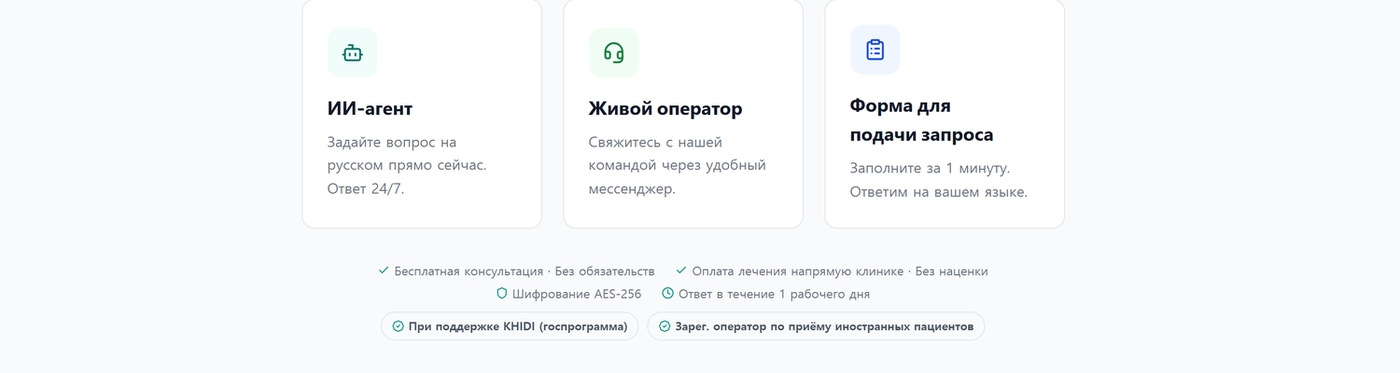 ИИ-агент
Задайте вопрос на
русском прямо сейчас.
Ответ 24/7.
Живой оператор
Свяжитесь с нашей
командой через удобный
мессенджер.
Форма для
подачи запроса
Заполните за 1 минуту.
Ответим на вашем языке.
Бесплатная консультация · Без обязательств
Оплата лечения напрямую клинике · Без наценки
Шифрование AES-256
Ответ в течение 1 рабочего дня
При поддержке KHIDI (госпрограмма)
Зарег. оператор по приёму иностранных пациентов